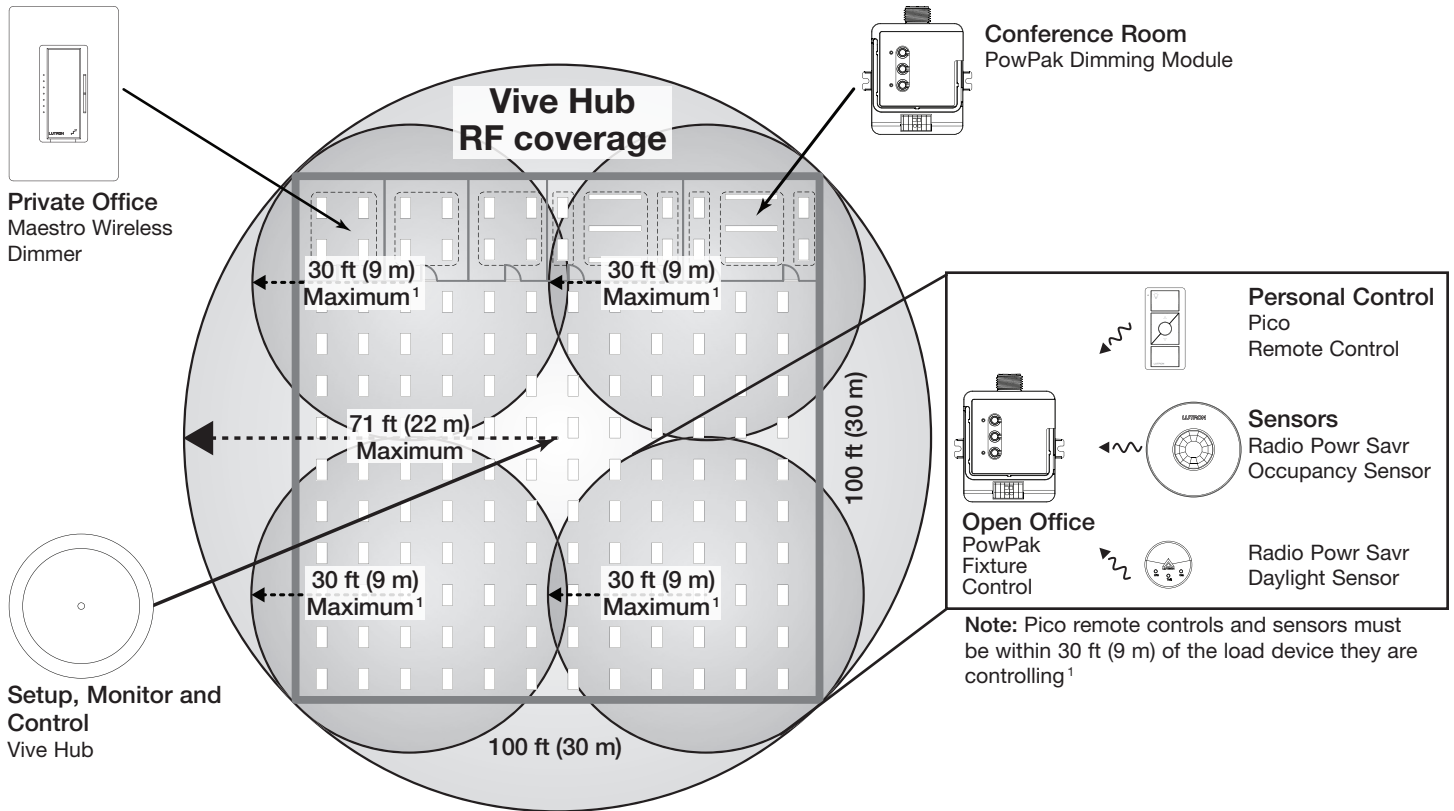 Private Office
Maestro Wireless
Dimmer
LUTRON
Vive Hub
RF coverage
Conference Room
PowPak Dimming Module
30 ft (9 m)
Maximum¹
30 ft (9 m)
Maximum¹
71 ft (22 m)
Maximum
100 ft (30 m)
30 ft (9 m)
Maximum¹
30 ft (9 m)
Maximum¹
100 ft (30 m)
Setup, Monitor and
Control
Vive Hub
Personal Control
Pico
Remote Control
LUTRON
Sensors
Radio Powr Savr
Occupancy Sensor
Open Office
PowPak
Fixture
Control
Radio Powr Savr
Daylight Sensor
Note: Pico remote controls and sensors must
be within 30 ft (9 m) of the load device they are
controlling¹